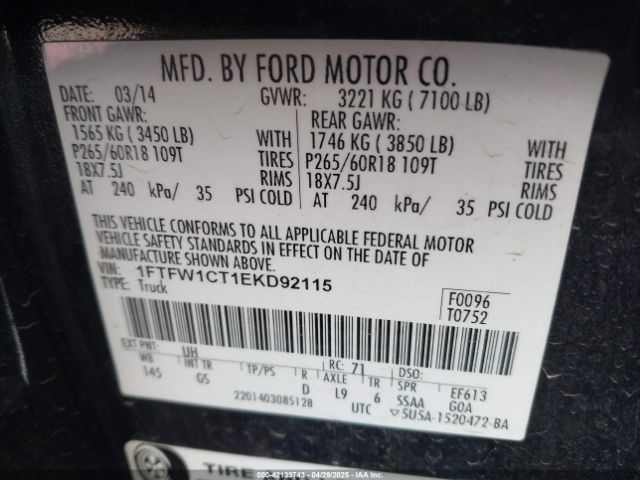 MFD. BY FORD MOTOR CO.
DATE: 03/14 GVWR: 3221 KG ( 7100 LB)
FRONT GAWR: REAR GAWR:
1565 KG ( 3450 LB) WITH 1746 KG ( 3850 LB) WITH
P265/60R18 109T TIRES P265/60R18 109T TIRES
18X7.5J RIMS 18X7.5J RIMS
AT 240 kPa/ 35 PSI COLD AT 240 kPa/ 35 PSI COLD
THIS VEHICLE CONFORMS TO ALL APPLICABLE FEDERAL MOTOR
VEHICLE SAFETY STANDARDS IN EFFECT ON THE DATE OF
MANUFACTURE SHOWN ABOVE.
VIN: 1FTFW1CT1EKD92115
TYPE: Truck
F0096
T0752
EXT PNT: UH RC: 71 DSO:
WB INT TR TP/PS R AXLE TR SPR EF613
145 GS D L9 6 SSAA GOA
2201403085128 UTC ▽5U5A-1520472-BA
TIRE
000-42139743 - 04/29/2025 - IAAI.CA